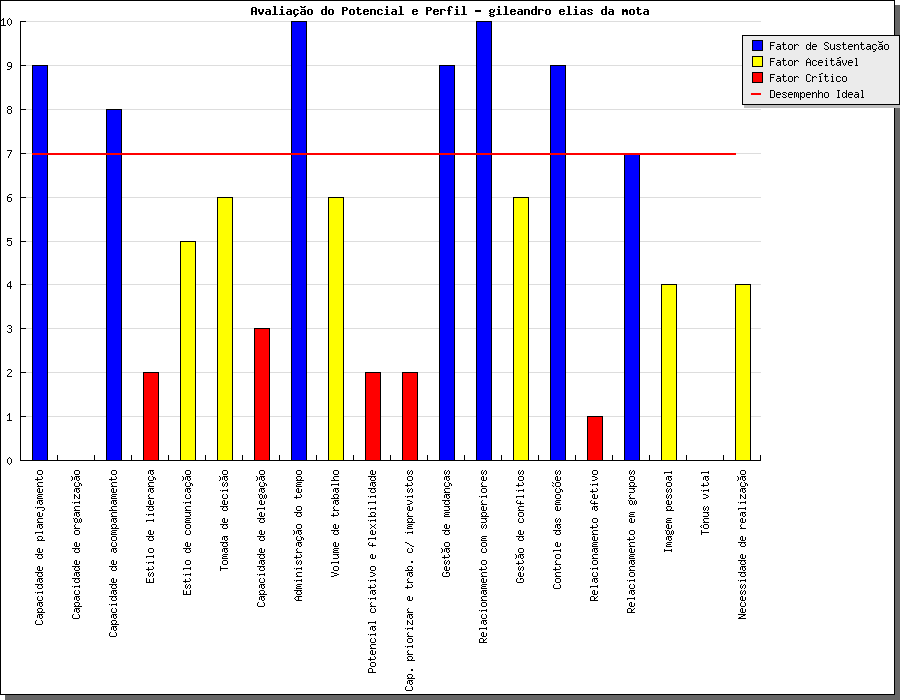 Avaliação do Potencial e Perfil - gileandro elias da mota
10
9
8
7
6
5
4
3
2
1
0
Fator de Sustentação
Fator Aceitável
Fator Crítico
Desempenho Ideal
Capacidade de planejamento
Capacidade de organização
Capacidade de acompanhamento
Estilo de liderança
Estilo de comunicação
Tomada de decisão
Capacidade de delegação
Administração do tempo
Volume de trabalho
Potencial criativo e flexibilidade
Cap. priorizar e trab. c/ imprevistos
Gestão de mudanças
Relacionamento com superiores
Gestão de conflitos
Controle das emoções
Relacionamento afetivo
Relacionamento em grupos
Imagem pessoal
Tônus vital
Necessidade de realização